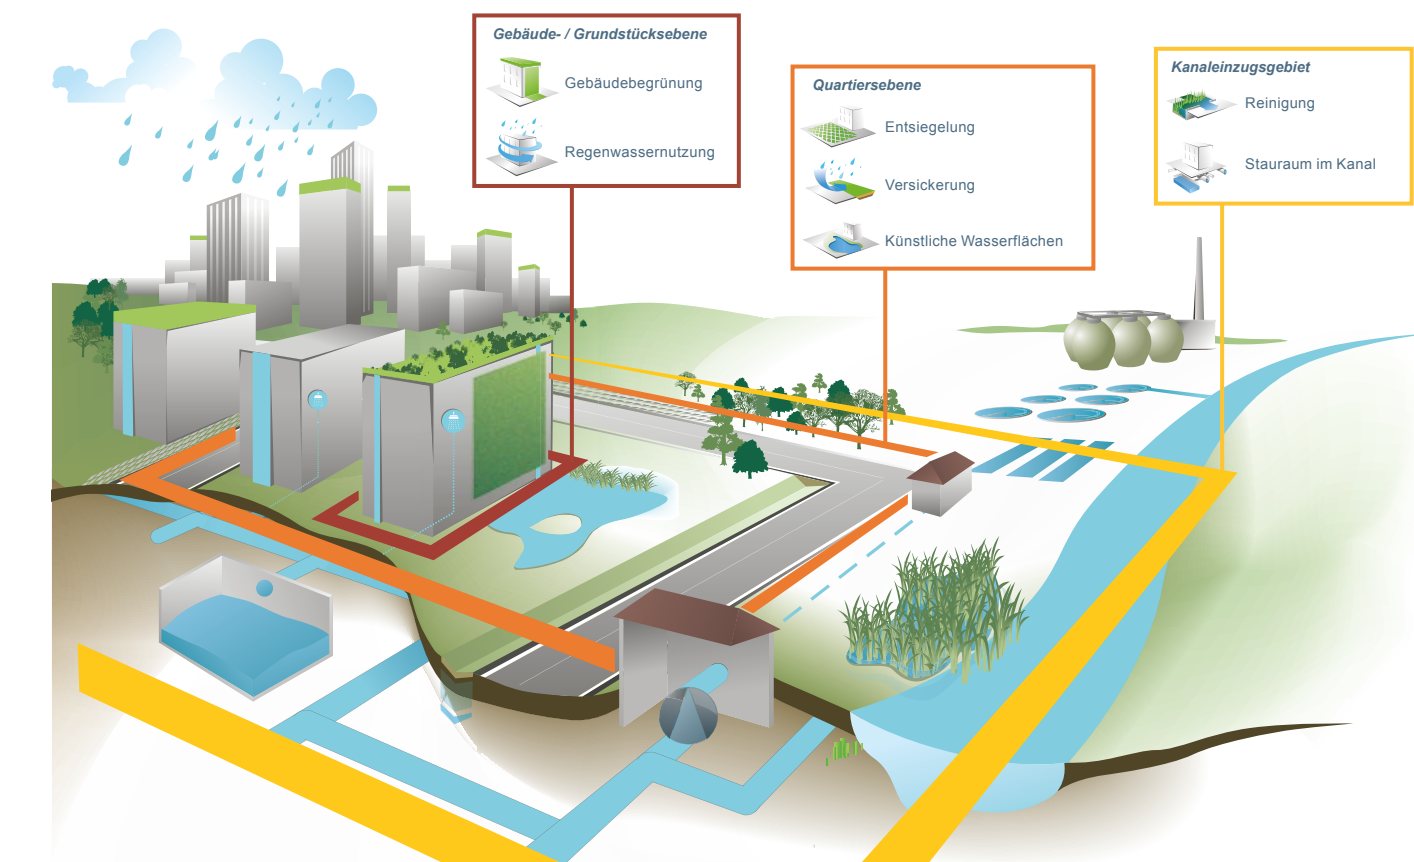 Gebäude- / Grundstücksebene
Gebäudebegrünung
Regenwassernutzung
Quartiersebene
Entsiegelung
Versickerung
Künstliche Wasserflächen
Kanaleinzugsgebiet
Reinigung
Stauraum im Kanal